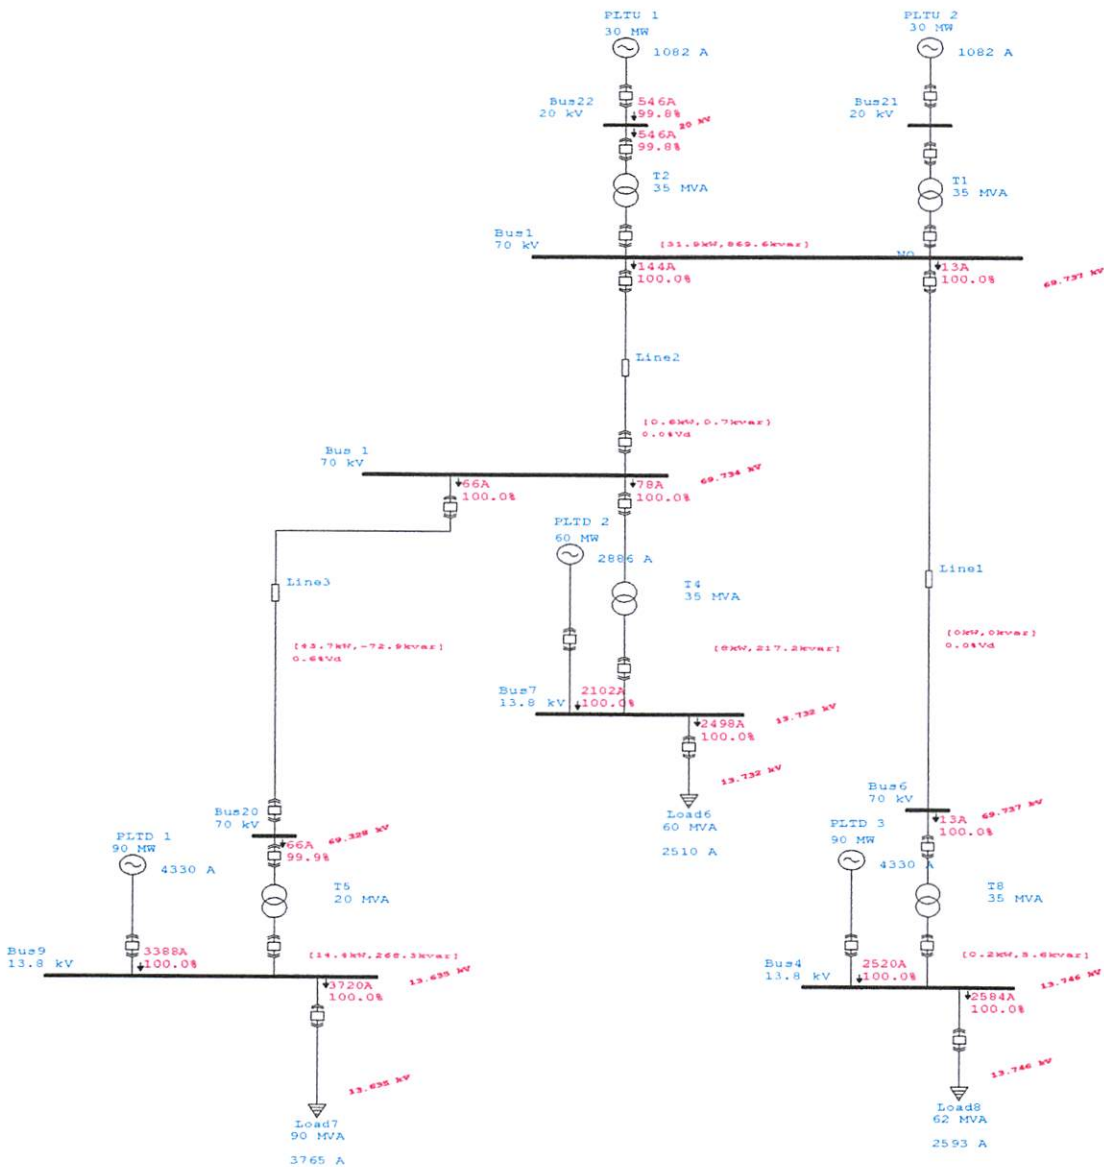 PLTU 1
30 MW
1082 A
PLTU 2
30 MW
1082 A
Bus22
20 kV
546A
99.8%
20 kV
546A
99.8%
Bus21
20 kV
T2
35 MVA
T1
35 MVA
Bus1
70 kV
[31.9kW,869.6kvar]
NO
144A
100.0%
13A
100.0%
69.737 kV
Line2
[0.6kW,0.7kvar]
0.0%Vd
Bus 1
70 kV
69.734 kV
66A
100.0%
78A
100.0%
PLTD 2
60 MW
2886 A
Line3
T4
35 MVA
Line1
[43.7kW,-72.9kvar]
0.6%Vd
[8kW,217.2kvar]
[0kW,0kvar]
0.0%Vd
Bus7
13.8 kV
2102A
100.0%
2498A
100.0%
13.732 kV
13.732 kV
Load6
60 MVA
2510 A
Bus6
70 kV
69.737 kV
13A
100.0%
Bus20
70 kV
69.328 kV
66A
99.9%
PLTD 1
90 MW
4330 A
PLTD 3
90 MW
4330 A
T5
20 MVA
T8
35 MVA
Bus9
13.8 kV
3388A
100.0%
[14.4kW,268.3kvar]
13.635 kV
3720A
100.0%
Bus4
13.8 kV
2520A
100.0%
[0.2kW,5.6kvar]
13.746 kV
2584A
100.0%
13.635 kV
13.746 kV
Load7
90 MVA
3765 A
Load8
62 MVA
2593 A